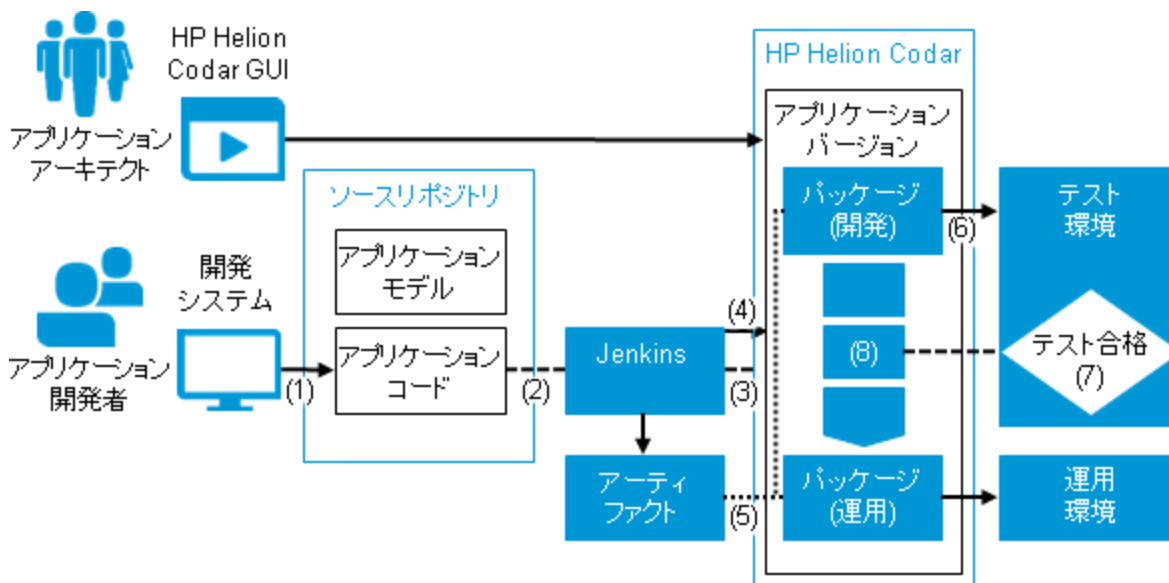 HP Helion
Codar GUI
アプリケーション
アーキテクト
ソースリポジトリ
アプリケーション
モデル
開発
システム
アプリケーション
開発者
(1)
アプリケーション
コード
(2)
Jenkins
(4)
(3)
アーティ
ファクト
(5)
HP Helion Codar
アプリケーション
バージョン
パッケージ
(開発)
(6)
(8)
パッケージ
(運用)
テスト
環境
テスト合格
(7)
運用
環境